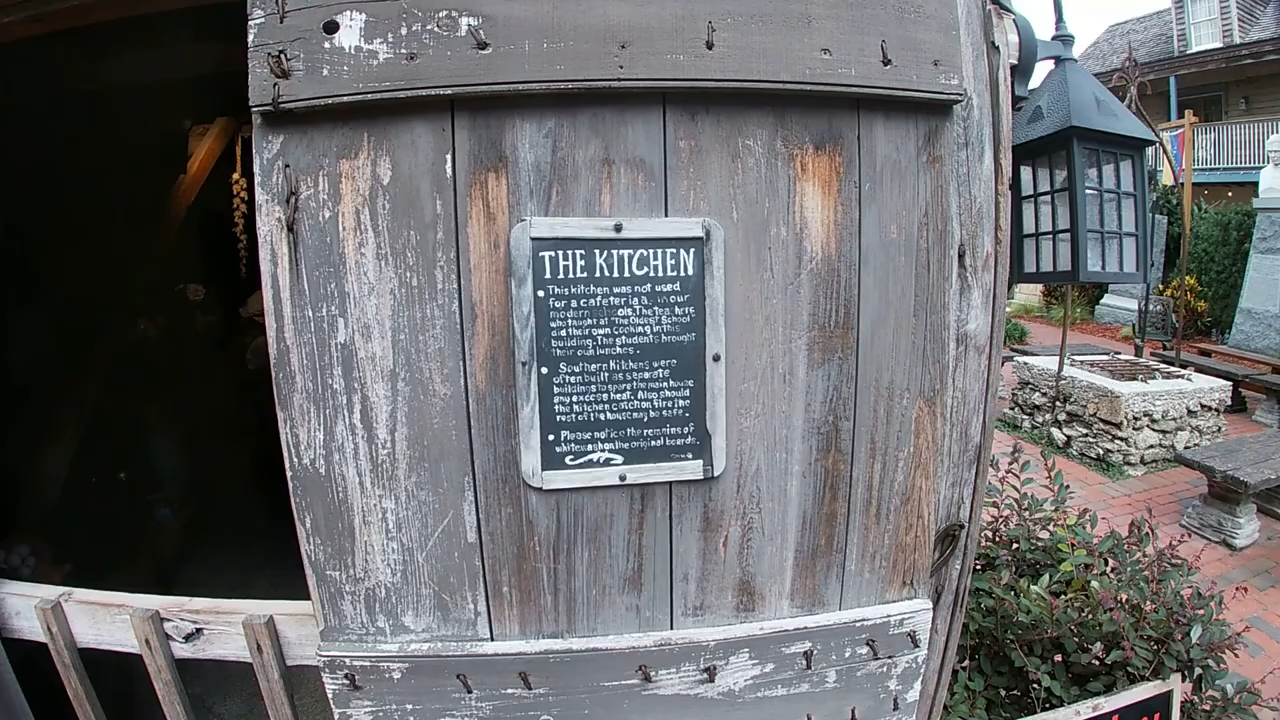 THE KITCHEN
This kitchen was not used
for a cafeteria as in our
modern schools. The teachers
who taught at "The Oldest School"
did their own cooking in this
building. The students brought
their own lunches.
Southern Kitchens were
often built as separate
buildings to spare the main house
any excess heat. Also should
the kitchen catch on fire the
rest of the house may be safe.
Please notice the remains of
whitewash on the original boards.